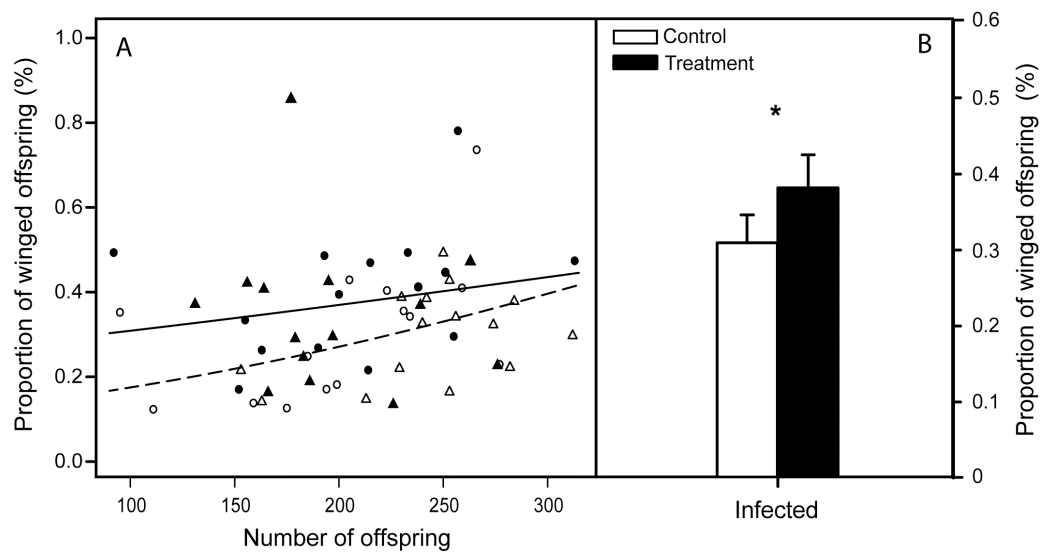 A
Proportion of winged offspring (%)
1.0
0.8
0.6
0.4
0.2
0.0
100
150
200
250
300
Number of offspring
Control
Treatment
B
*
0.6
0.5
0.4
0.3
0.2
0.1
0
Proportion of winged offspring (%)
Infected